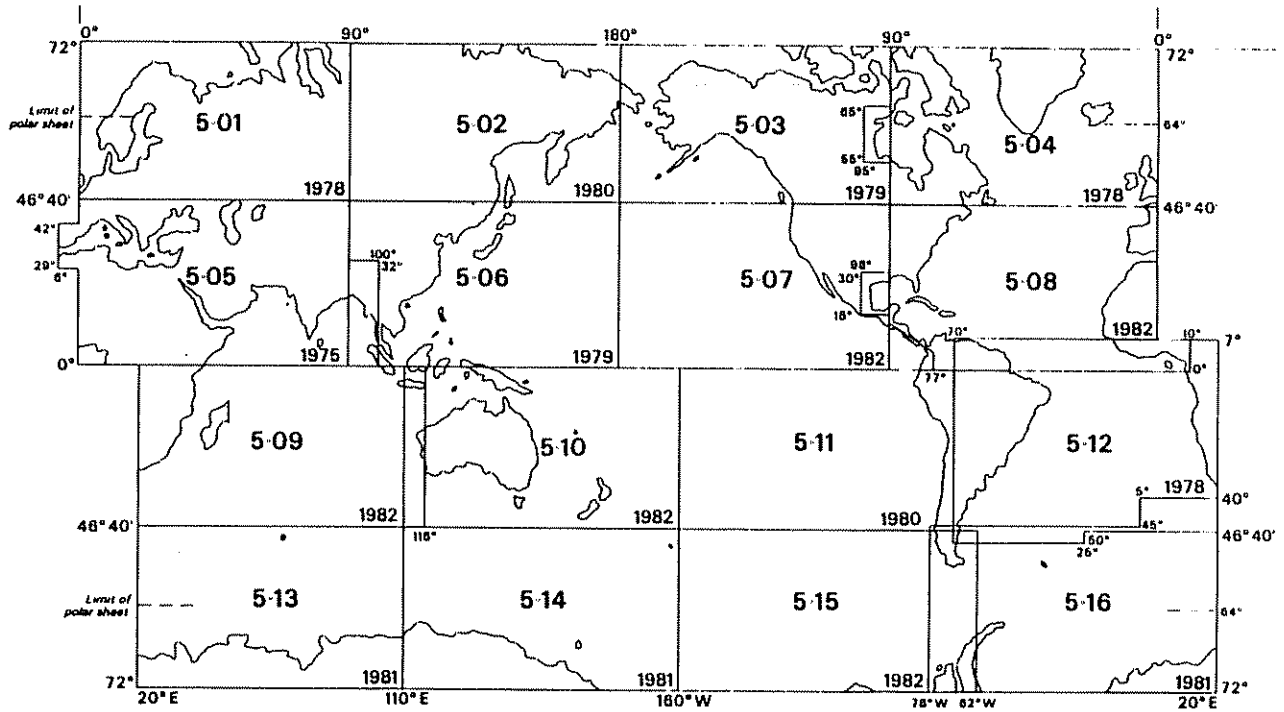 0° 90° 180° 90° 0°
72° 72°
Limit of
polar sheet
5·01 5·02 5·03 5·04
65° 64°
55°
95°
1978 1980 1979 1978
46° 40' 46° 40'
42°
100° 32°
98°
30°
29°
6°
5·05 5·06 5·07 5·08
18°
1975 1979 1982 1982
70° 10° 7°
0° 77° 0°
5·09 5·10 5·11 5·12
5° 1978 40°
1982 1982 1980 45°
46° 40' 115° 50° 46° 40'
25°
Limit of
polar sheet
5·13 5·14 5·15 5·16
64°
1981 1981 1982 1981
72° 72°
20°E 110°E 180°W 78°W 62°W 20°E